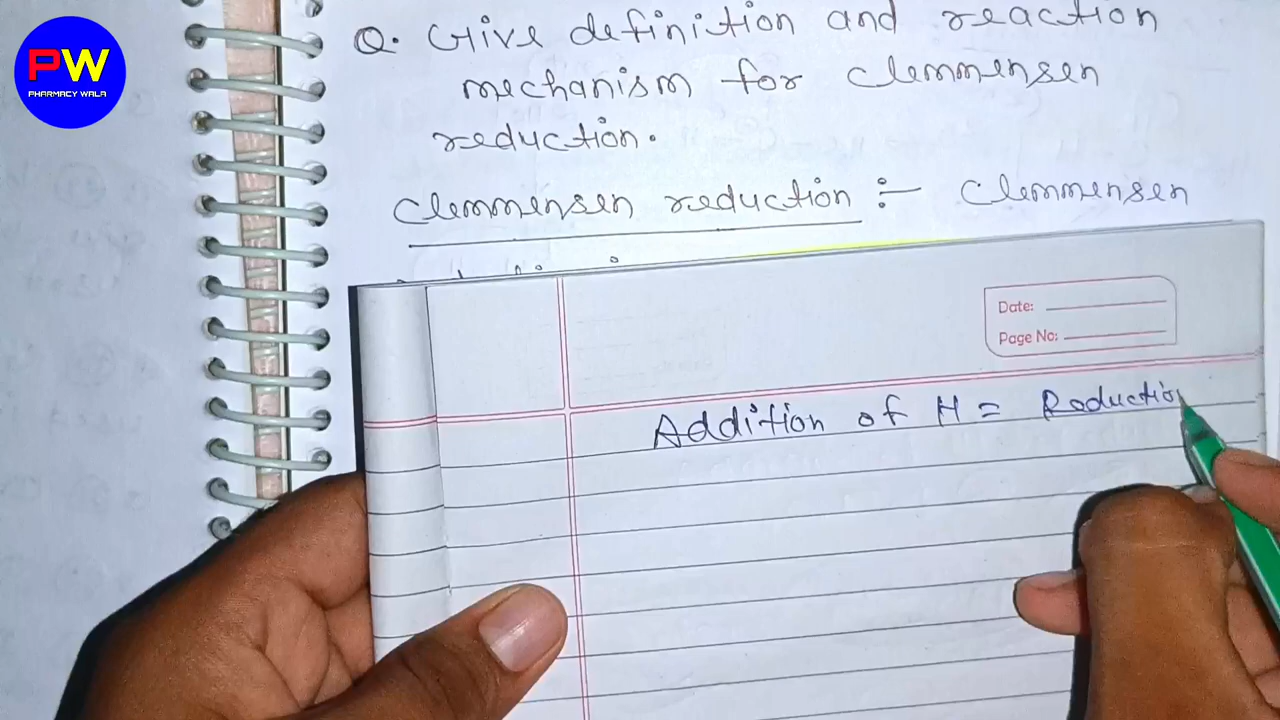 PW
PHARMACY WALA
Q. Give definition and reaction
mechanism for Clemmensen
reduction.
Clemmensen reduction :- Clemmensen
Date:
Page No:
Addition of H = Reduction